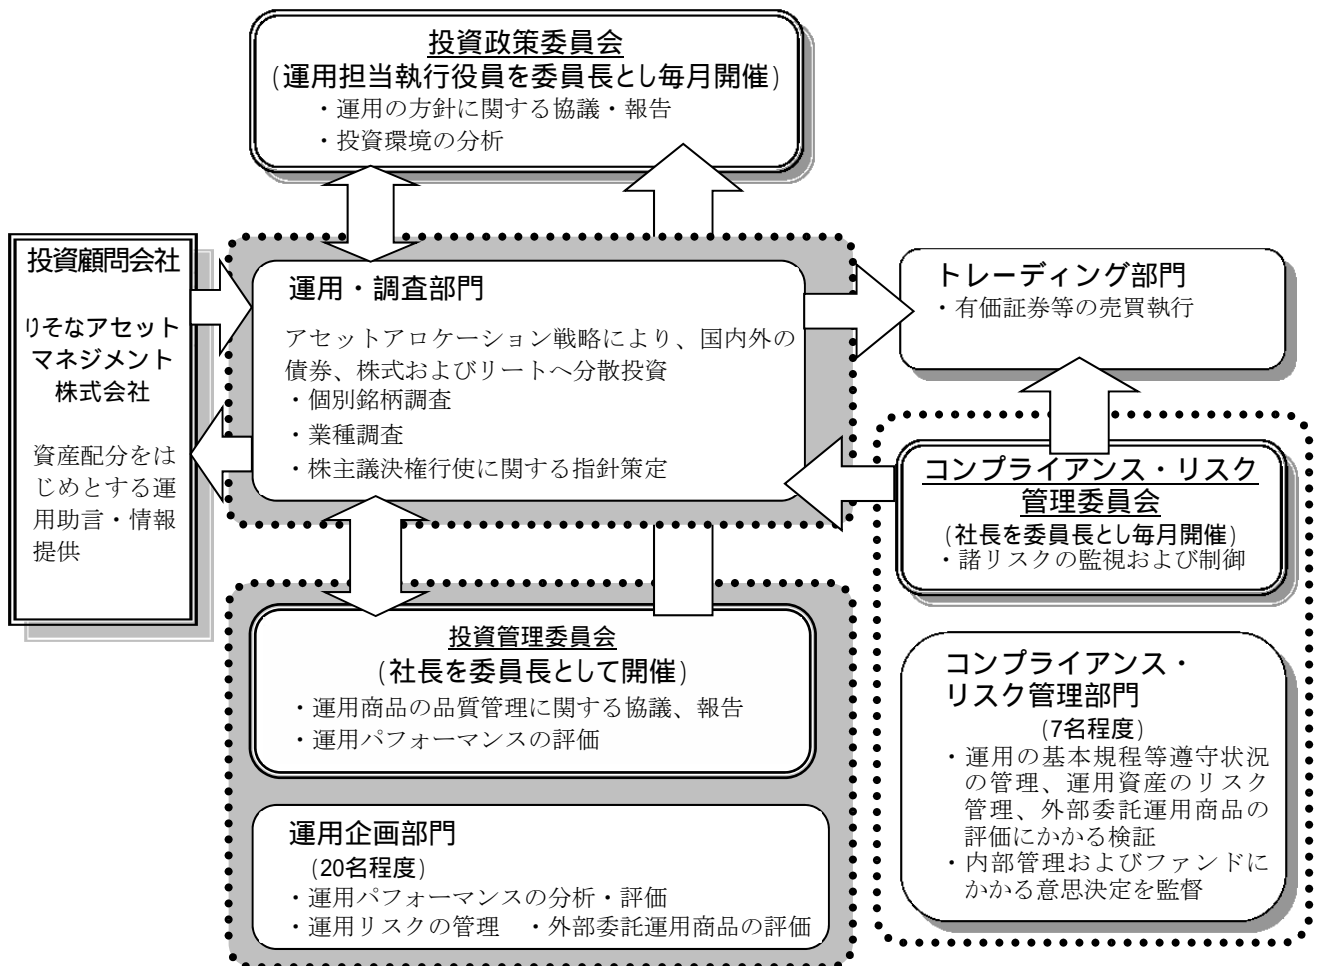 投資政策委員会
(運用担当執行役員を委員長とし毎月開催)
・運用の方針に関する協議・報告
・投資環境の分析
投資顧問会社
りそなアセット
マネジメント
株式会社
資産配分をは
じめとする運
用助言・情報
提供
運用・調査部門
アセットアロケーション戦略により、国内外の
債券、株式およびリートへ分散投資
・個別銘柄調査
・業種調査
・株主議決権行使に関する指針策定
トレーディング部門
・有価証券等の売買執行
コンプライアンス・リスク
管理委員会
(社長を委員長とし毎月開催)
・諸リスクの監視および制御
投資管理委員会
(社長を委員長として開催)
・運用商品の品質管理に関する協議、報告
・運用パフォーマンスの評価
運用企画部門
(20名程度)
・運用パフォーマンスの分析・評価
・運用リスクの管理 ・外部委託運用商品の評価
コンプライアンス・
リスク管理部門
(7名程度)
・運用の基本規程等遵守状況
の管理、運用資産のリスク
管理、外部委託運用商品の
評価にかかる検証
・内部管理およびファンドに
かかる意思決定を監督